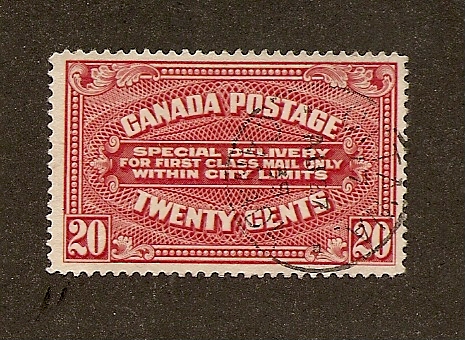 CANADA POSTAGE
SPECIAL DELIVERY
FOR FIRST CLASS MAIL ONLY
WITHIN CITY LIMITS
TWENTY CENTS
20 20